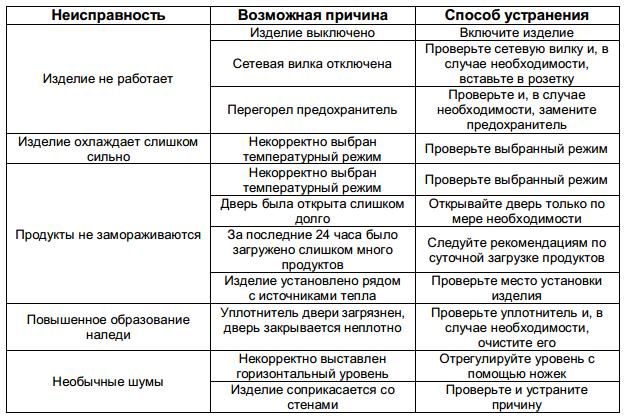 Неисправность
Возможная причина
Способ устранения
Изделие не работает
Изделие выключено
Включите изделие
Сетевая вилка отключена
Проверьте сетевую вилку и, в
случае необходимости,
вставьте в розетку
Перегорел предохранитель
Проверьте и, в случае
необходимости, замените
предохранитель
Изделие охлаждает слишком
сильно
Некорректно выбран
температурный режим
Проверьте выбранный режим
Продукты не замораживаются
Некорректно выбран
температурный режим
Проверьте выбранный режим
Дверь была открыта слишком
долго
Открывайте дверь только по
мере необходимости
За последние 24 часа было
загружено слишком много
продуктов
Следуйте рекомендациям по
суточной загрузке продуктов
Изделие установлено рядом
с источниками тепла
Проверьте место установки
изделия
Повышенное образование
наледи
Уплотнитель двери загрязнен,
дверь закрывается неплотно
Проверьте уплотнитель и, в
случае необходимости,
очистите его
Необычные шумы
Некорректно выставлен
горизонтальный уровень
Отрегулируйте уровень с
помощью ножек
Изделие соприкасается со
стенами
Проверьте и устраните
причину